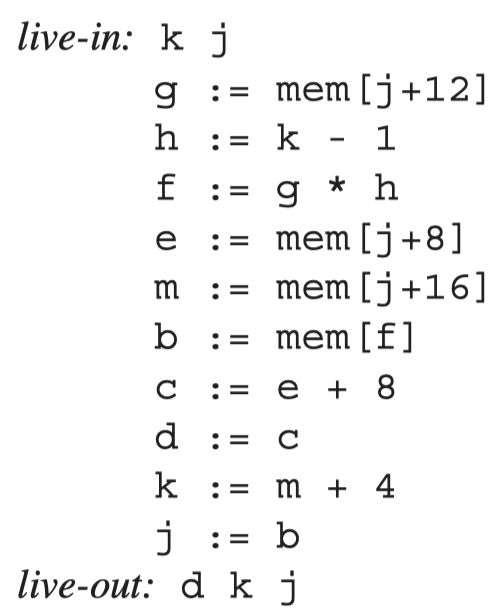 live-in: k j
g := mem[j+12]
h := k - 1
f := g * h
e := mem[j+8]
m := mem[j+16]
b := mem[f]
c := e + 8
d := c
k := m + 4
j := b
live-out: d k j